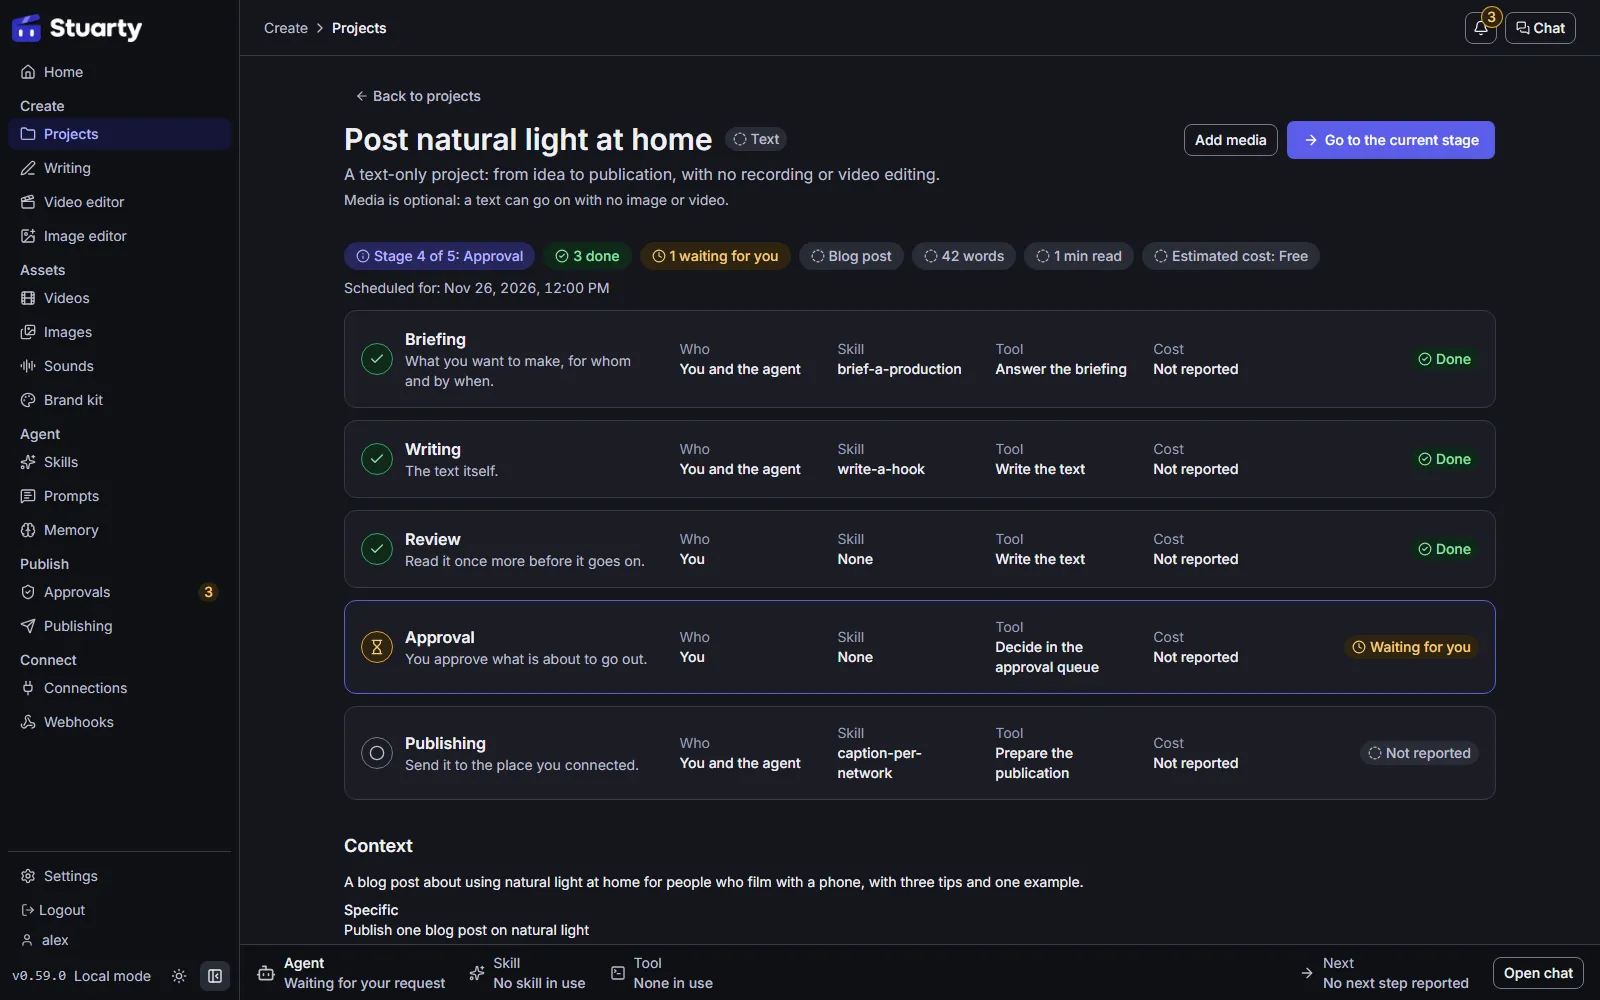 Stuarty
Home
Create
Projects
Writing
Video editor
Image editor
Assets
Videos
Images
Sounds
Brand kit
Agent
Skills
Prompts
Memory
Publish
Approvals 3
Publishing
Connect
Connections
Webhooks
Settings
Logout
alex
v0.59.0 Local mode
Create > Projects
3
Chat
← Back to projects
Post natural light at home Text
Add media
→ Go to the current stage
A text-only project: from idea to publication, with no recording or video editing.
Media is optional: a text can go on with no image or video.
Stage 4 of 5: Approval 3 done 1 waiting for you Blog post 42 words 1 min read Estimated cost: Free
Scheduled for: Nov 26, 2026, 12:00 PM
Briefing
What you want to make, for whom
and by when.
Who
You and the agent
Skill
brief-a-production
Tool
Answer the briefing
Cost
Not reported
Done
Writing
The text itself.
Who
You and the agent
Skill
write-a-hook
Tool
Write the text
Cost
Not reported
Done
Review
Read it once more before it goes on.
Who
You
Skill
None
Tool
Write the text
Cost
Not reported
Done
Approval
You approve what is about to go out.
Who
You
Skill
None
Tool
Decide in the
approval queue
Cost
Not reported
Waiting for you
Publishing
Send it to the place you connected.
Who
You and the agent
Skill
caption-per-
network
Tool
Prepare the
publication
Cost
Not reported
Not reported
Context
A blog post about using natural light at home for people who film with a phone, with three tips and one example.
Specific
Publish one blog post on natural light
Agent
Waiting for your request
Skill
No skill in use
Tool
None in use
Next
No next step reported
Open chat